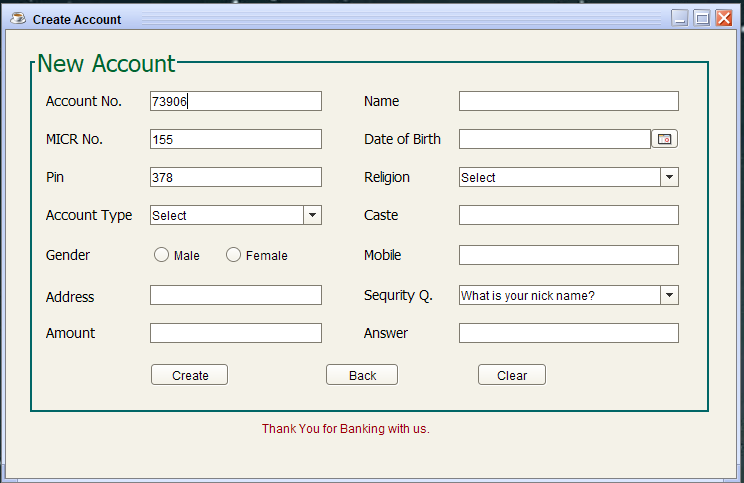 Create Account
New Account
Account No. 73906 Name
MICR No. 155 Date of Birth
Pin 378 Religion Select
Account Type Select Caste
Gender Male Female Mobile
Address Sequrity Q. What is your nick name?
Amount Answer
Create Back Clear
Thank You for Banking with us.